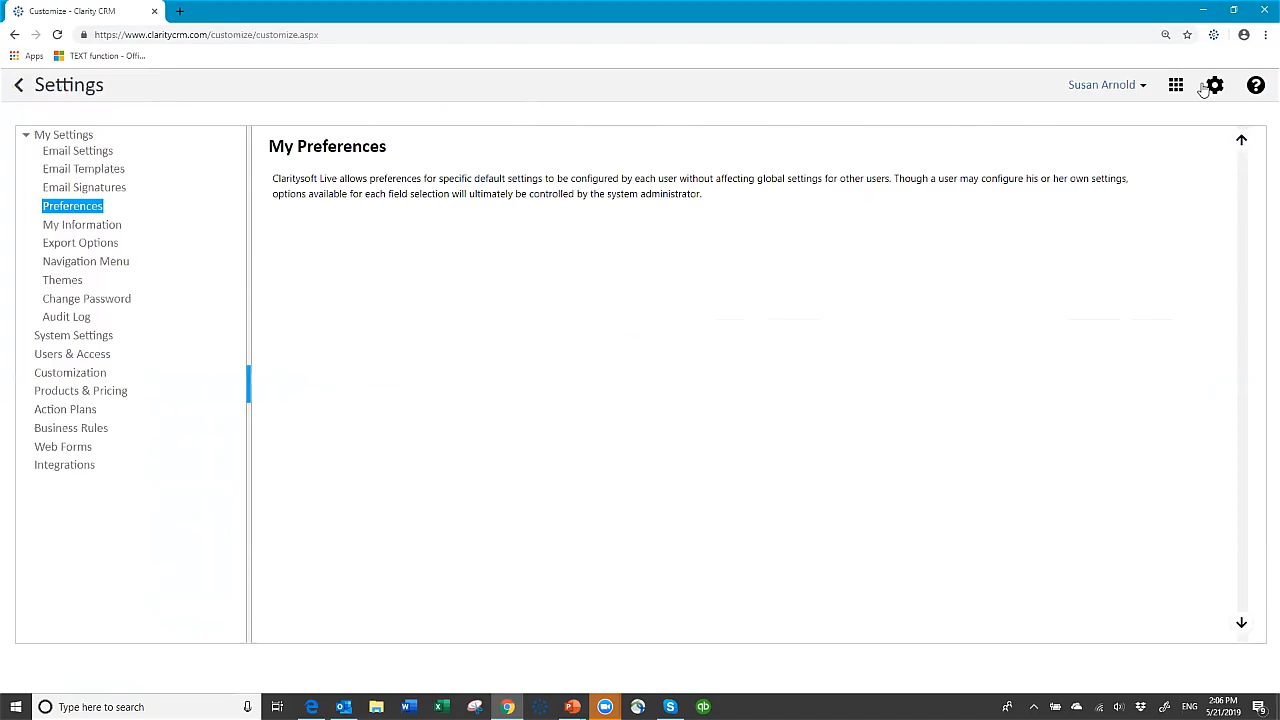 Customize - Clarity CRM
https://www.claritycrm.com/customize/customize.aspx
Apps
TEXT function - Offi...
Settings
Susan Arnold
My Settings
Email Settings
Email Templates
Email Signatures
Preferences
My Information
Export Options
Navigation Menu
Themes
Change Password
Audit Log
System Settings
Users & Access
Customization
Products & Pricing
Action Plans
Business Rules
Web Forms
Integrations
My Preferences
Claritysoft Live allows preferences for specific default settings to be configured by each user without affecting global settings for other users. Though a user may configure his or her own settings,
options available for each field selection will ultimately be controlled by the system administrator.
Type here to search
ENG
2:06 PM
5/21/2019